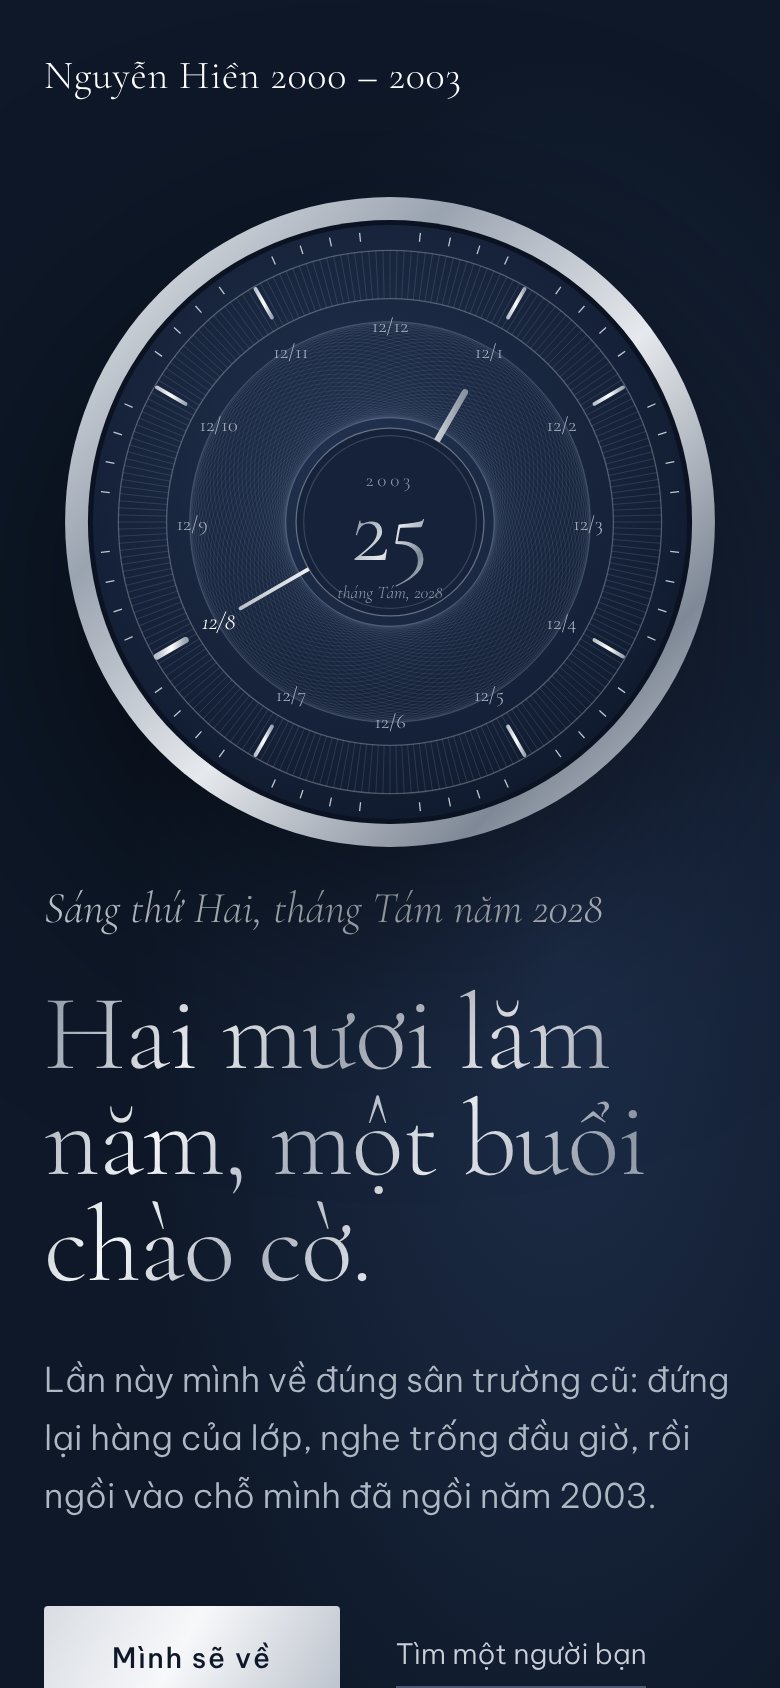 Nguyễn Hiền 2000 – 2003
12/12
12/11
12/1
12/10
12/2
2003
12/9
25
12/3
tháng Tám, 2028
12/8
12/4
12/7
12/5
12/6
Sáng thứ Hai, tháng Tám năm 2028
Hai mươi lăm
năm, một buổi
chào cờ.
Lần này mình về đúng sân trường cũ: đứng
lại hàng của lớp, nghe trống đầu giờ, rồi
ngồi vào chỗ mình đã ngồi năm 2003.
Mình sẽ về
Tìm một người bạn